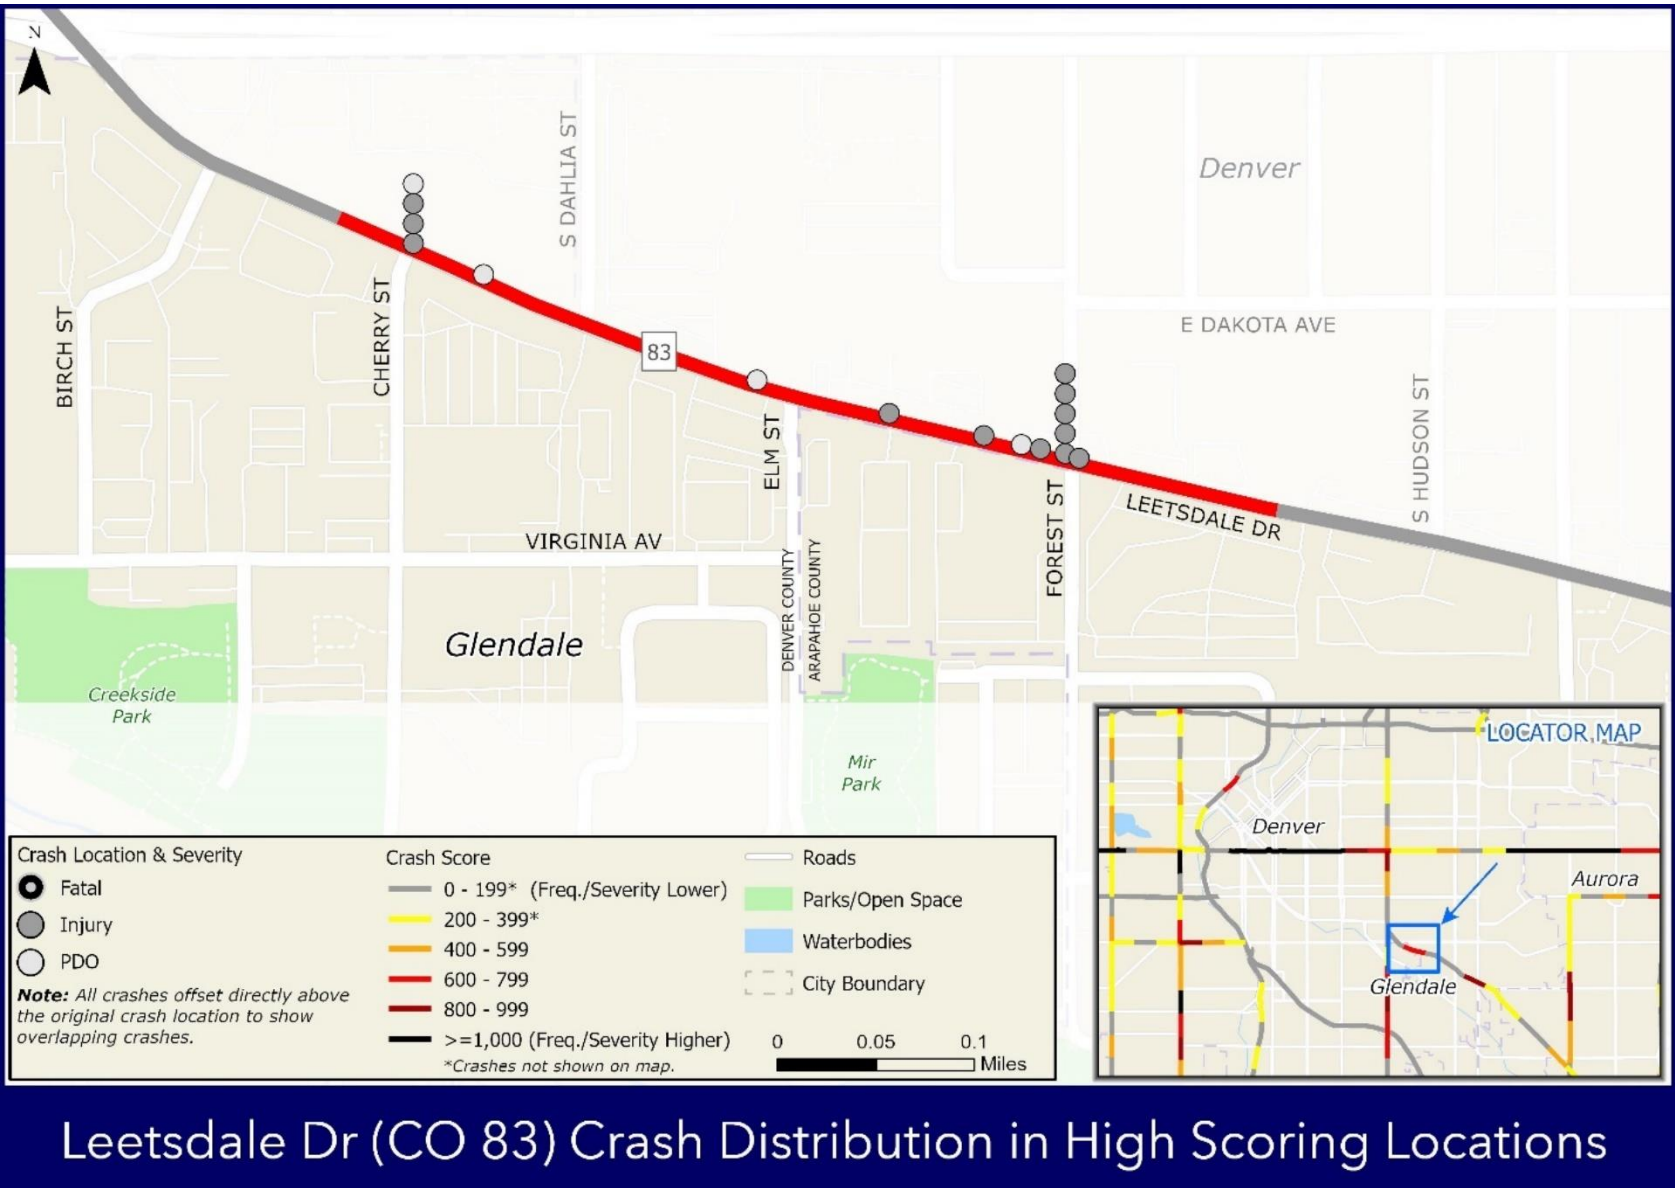 N
S DAHLIA ST
Denver
BIRCH ST
CHERRY ST
83
E DAKOTA AVE
ELM ST
S HUDSON ST
FOREST ST
LEETSDALE DR
VIRGINIA AV
DENVER COUNTY
ARAPAHOE COUNTY
Glendale
Creekside
Park
Mir
Park
LOCATOR MAP
Denver
Aurora
Glendale
Crash Location & Severity
Fatal
Injury
PDO
Note: All crashes offset directly above
the original crash location to show
overlapping crashes.
Crash Score
0 - 199* (Freq./Severity Lower)
200 - 399*
400 - 599
600 - 799
800 - 999
>=1,000 (Freq./Severity Higher)
*Crashes not shown on map.
Roads
Parks/Open Space
Waterbodies
City Boundary
0 0.05 0.1
Miles
Leetsdale Dr (CO 83) Crash Distribution in High Scoring Locations